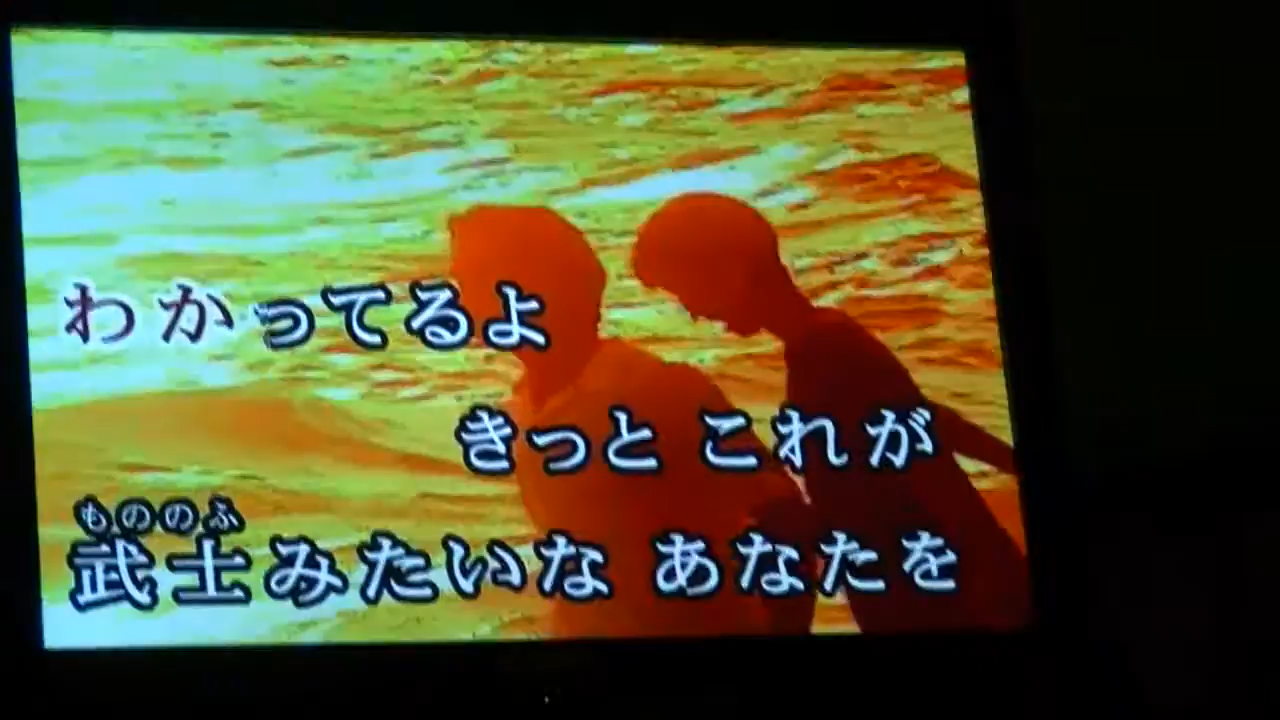 わかってるよ
きっと これが
もののふ
武士みたいな あなたを